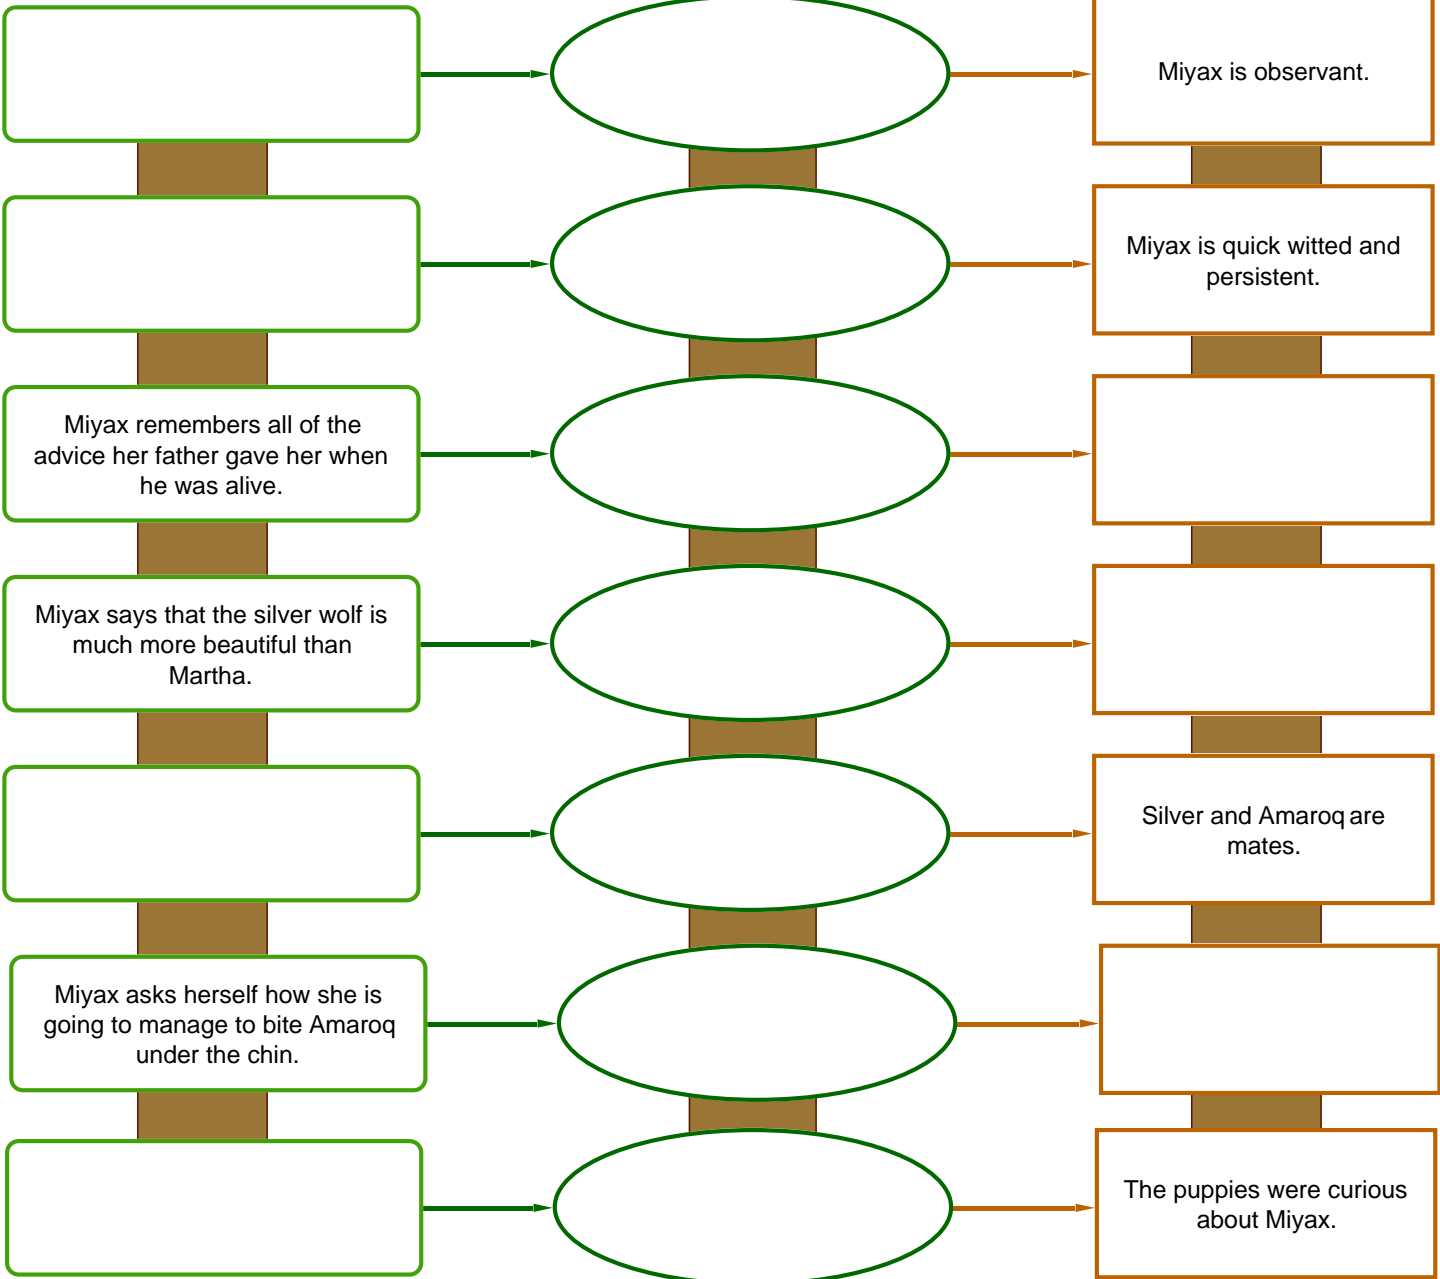 Miyax is observant.
Miyax is quick witted and
persistent.
Miyax remembers all of the
advice her father gave her when
he was alive.
Miyax says that the silver wolf is
much more beautiful than
Martha.
Silver and Amaroq are
mates.
Miyax asks herself how she is
going to manage to bite Amaroq
under the chin.
The puppies were curious
about Miyax.